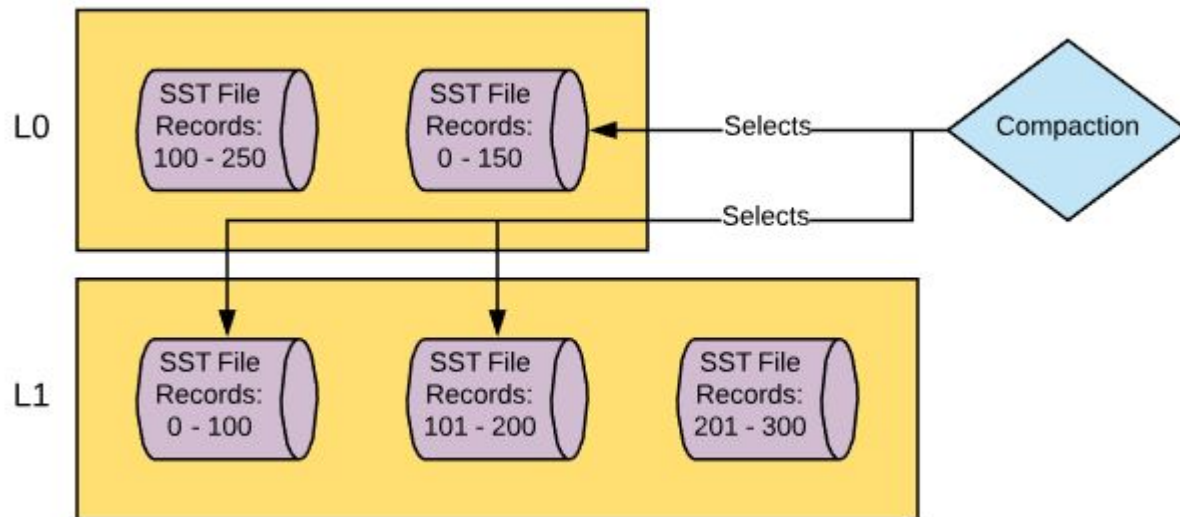 L0
SST File
Records:
100 - 250
SST File
Records:
0 - 150
Selects
Compaction
Selects
L1
SST File
Records:
0 - 100
SST File
Records:
101 - 200
SST File
Records:
201 - 300